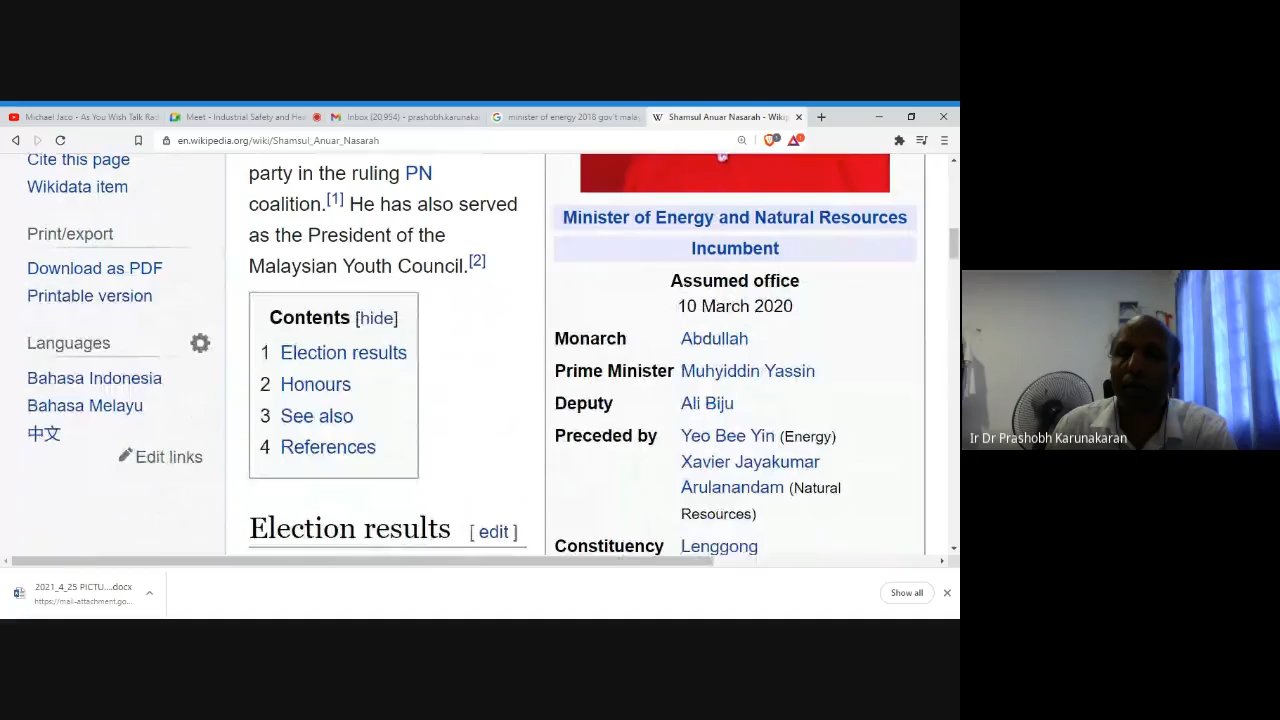 Michael Jaco - As You Wish Talk Rad
Meet - Industrial Safety and Hea
Inbox (20,954) - prashobhkarunaka
minister of energy 2018 gov't malay
Shamsul Anuar Nasarah - Wikip
en.wikipedia.org/wiki/Shamsul_Anuar_Nasarah
Cite this page
Wikidata item
Print/export
Download as PDF
Printable version
Languages
Bahasa Indonesia
Bahasa Melayu
中文
Edit links
party in the ruling PN
coalition.[1] He has also served
as the President of the
Malaysian Youth Council.[2]
Contents [hide]
1 Election results
2 Honours
3 See also
4 References
Election results [ edit ]
Minister of Energy and Natural Resources
Incumbent
Assumed office
10 March 2020
Monarch Abdullah
Prime Minister Muhyiddin Yassin
Deputy Ali Biju
Preceded by Yeo Bee Yin (Energy)
Xavier Jayakumar
Arulanandam (Natural
Resources)
Constituency Lenggong
Ir Dr Prashobh Karunakaran
2021_4_25 PICTU....docx
https://mail-attachment.go...
Show all